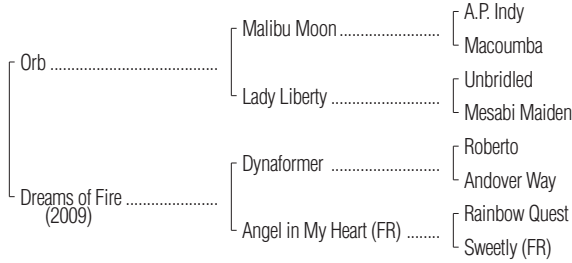 A.P. Indy
Malibu Moon ....................
Macoumba
Orb ......................................
Unbridled
Lady Liberty ......................
Mesabi Maiden
Roberto
Dynaformer ......................
Andover Way
Dreams of Fire .....................
(2009)
Rainbow Quest
Angel in My Heart (FR) ........
Sweetly (FR)